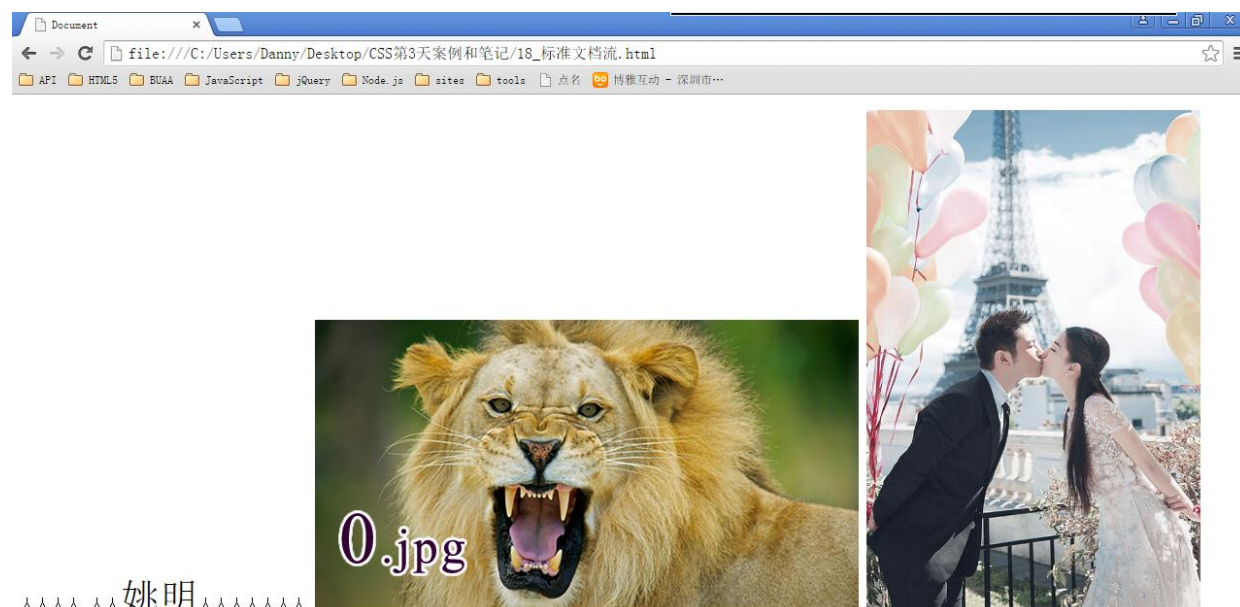 Document
file:///C:/Users/Danny/Desktop/CSS第3天案例和笔记/18_标准文档流.html
API HTML5 BUAA JavaScript jQuery Node.js sites tools 点名 博雅互动 - 深圳市…
0.jpg
姚明